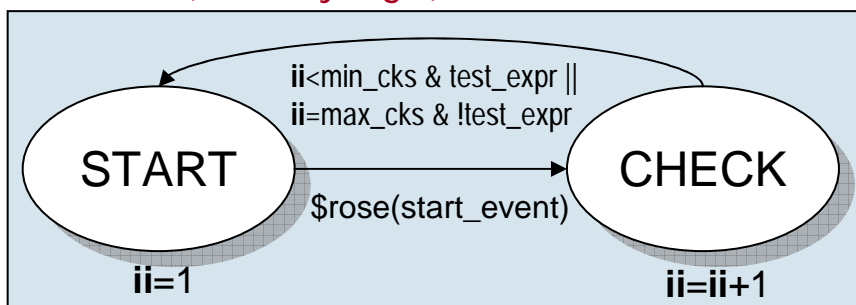 ii<min_cks & test_expr ||
ii=max_cks & !test_expr
START
CHECK
$rose(start_event)
ii=1
ii=ii+1